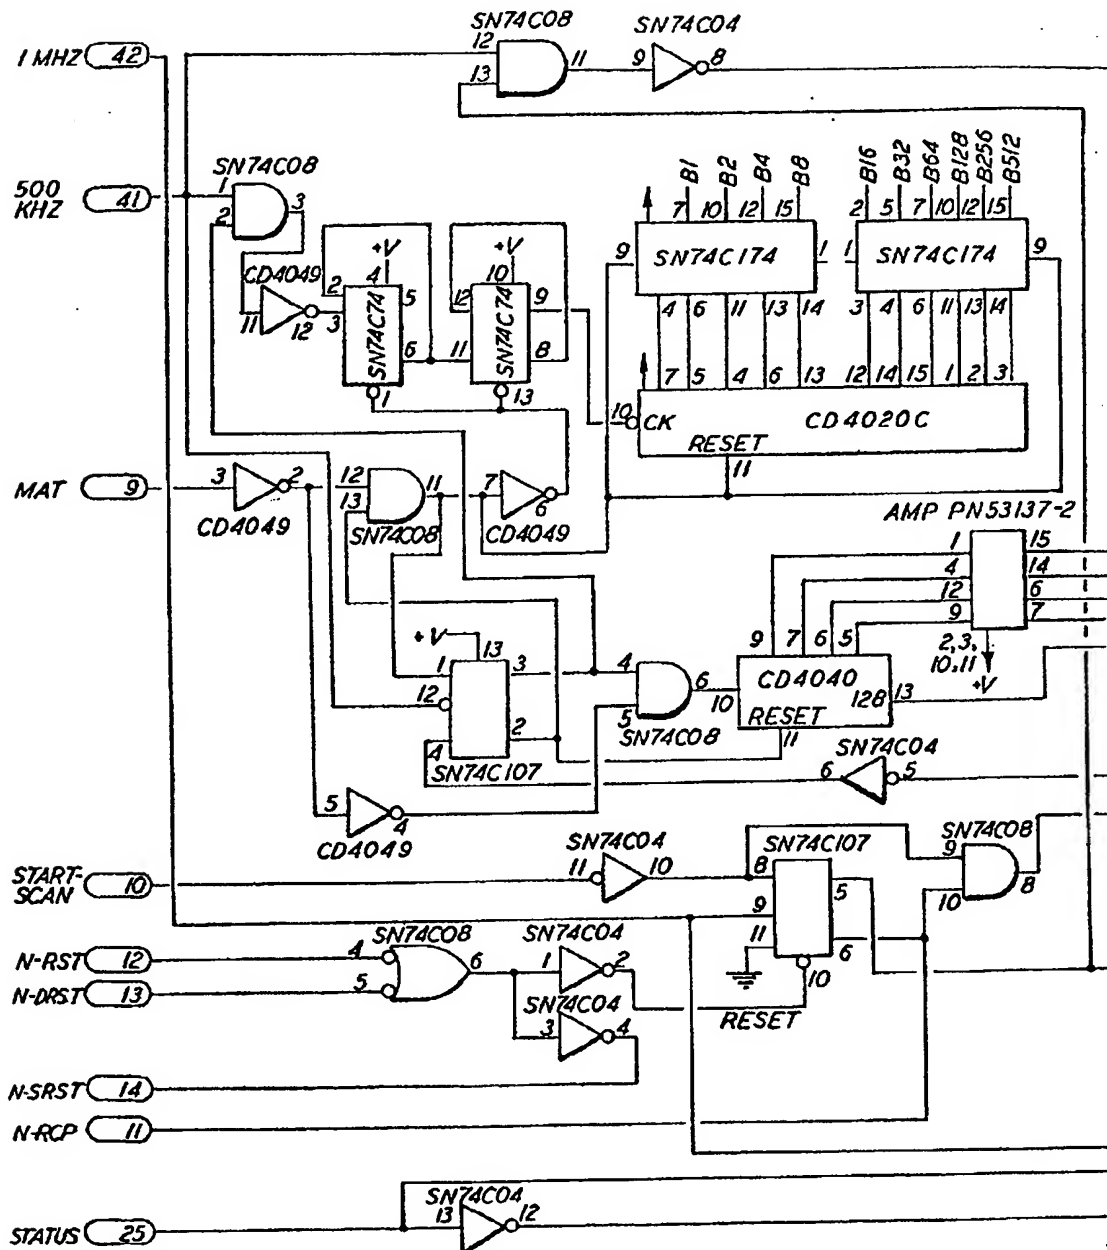 SN74C08
SN74C04
1 MHZ 42
12
13
11
9
8
SN74C08
500 KHZ 41
1
2
3
B1
B2
B4
B8
B16
B32
B64
B128
B256
B512
7 10 12 15
2 5 7 10 12 15
9
SN74C174
1
1
SN74C174
9
4 6 11 13 14
3 4 6 11 13 14
CD4049
11
12
+V
2
4
3
5
6
1
SN74C74
+V
12
10
11
9
8
13
SN74C74
7 5 4 6 13 12 14 15 1 2 3
10
CK
CD4020C
RESET
11
MAT 9
3
2
CD4049
12
13
11
SN74C08
7
6
CD4049
AMP PN53137-2
1
4
12
9
15
14
6
7
2, 3, 10, 11
+V
+V
13
1
12
4
3
2
SN74C107
4
5
6
SN74C08
9 7 6 5
CD4040
10
128
13
RESET
11
SN74C04
6
5
5
4
CD4049
START-SCAN 10
SN74C04
11
10
SN74C107
8
9
11
5
6
10
RESET
SN74C08
9
10
8
N-RST 12
N-DRST 13
SN74C08
4
5
6
SN74C04
1
2
SN74C04
3
4
N-SRST 14
N-RCP 11
STATUS 25
SN74C04
13
12